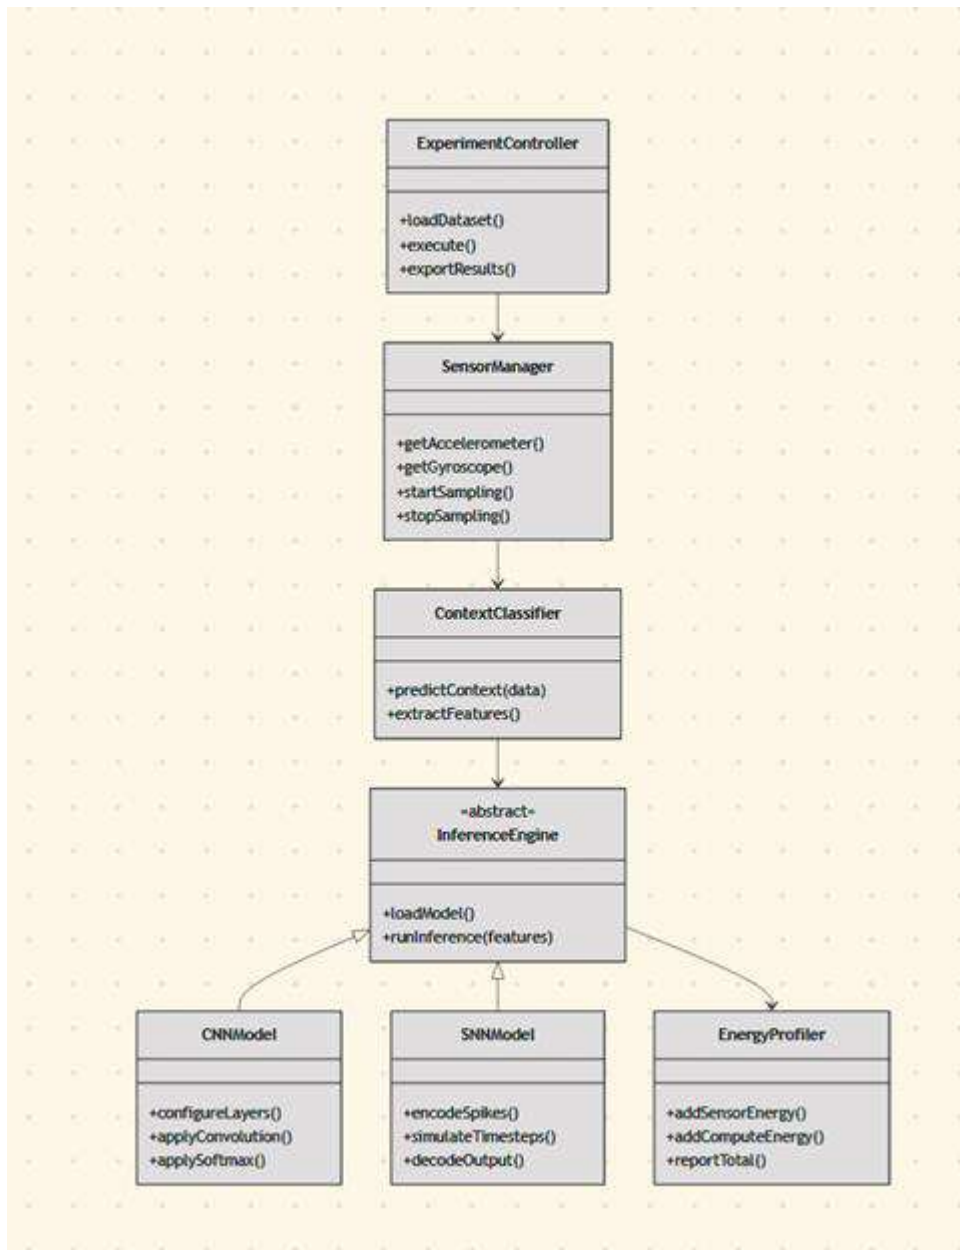 ExperimentController
+loadDataset()
+execute()
+exportResults()
SensorManager
+getAccelerometer()
+getGyroscope()
+startSampling()
+stopSampling()
ContextClassifier
+predictContext(data)
+extractFeatures()
«abstract»
InferenceEngine
+loadModel()
+runInference(features)
CNNModel
+configureLayers()
+applyConvolution()
+applySoftmax()
SNNModel
+encodeSpikes()
+simulateTimesteps()
+decodeOutput()
EnergyProfiler
+addSensorEnergy()
+addComputeEnergy()
+reportTotal()